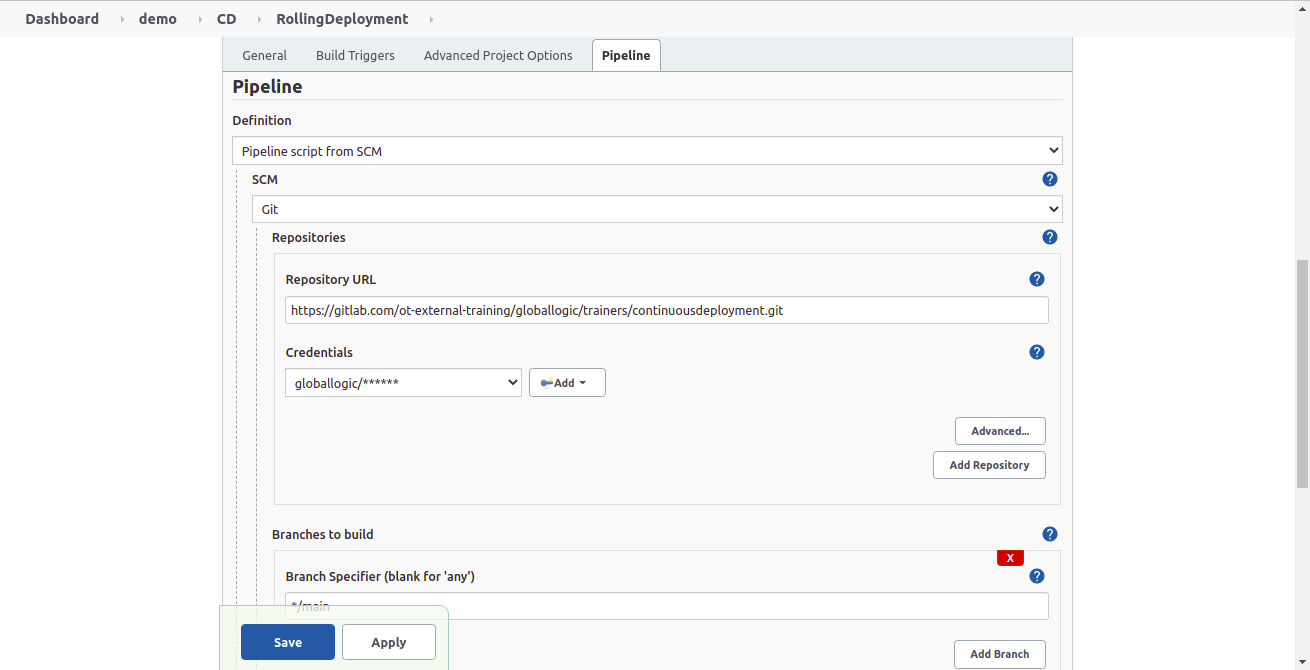 Dashboard demo CD RollingDeployment
General Build Triggers Advanced Project Options Pipeline
Pipeline
Definition
Pipeline script from SCM
SCM
?
Git
Repositories
?
Repository URL
?
https://gitlab.com/ot-external-training/globallogic/trainers/continuousdeployment.git
Credentials
?
globallogic/****** Add
Advanced...
Add Repository
Branches to build
?
X
Branch Specifier (blank for 'any')
?
*/main
Save Apply
Add Branch